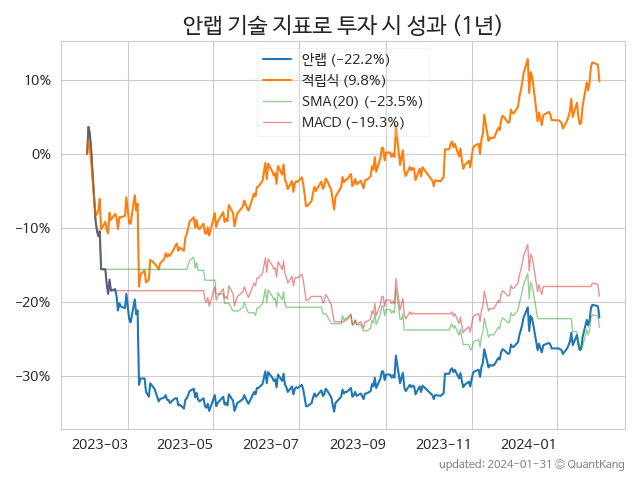 안랩 기술 지표로 투자 시 성과 (1년)
안랩 (−22.2%)
적립식 (9.8%)
SMA(20) (−23.5%)
MACD (−19.3%)
10%
0%
−10%
−20%
−30%
2023-03
2023-05
2023-07
2023-09
2023-11
2024-01
updated: 2024-01-31 © QuantKang